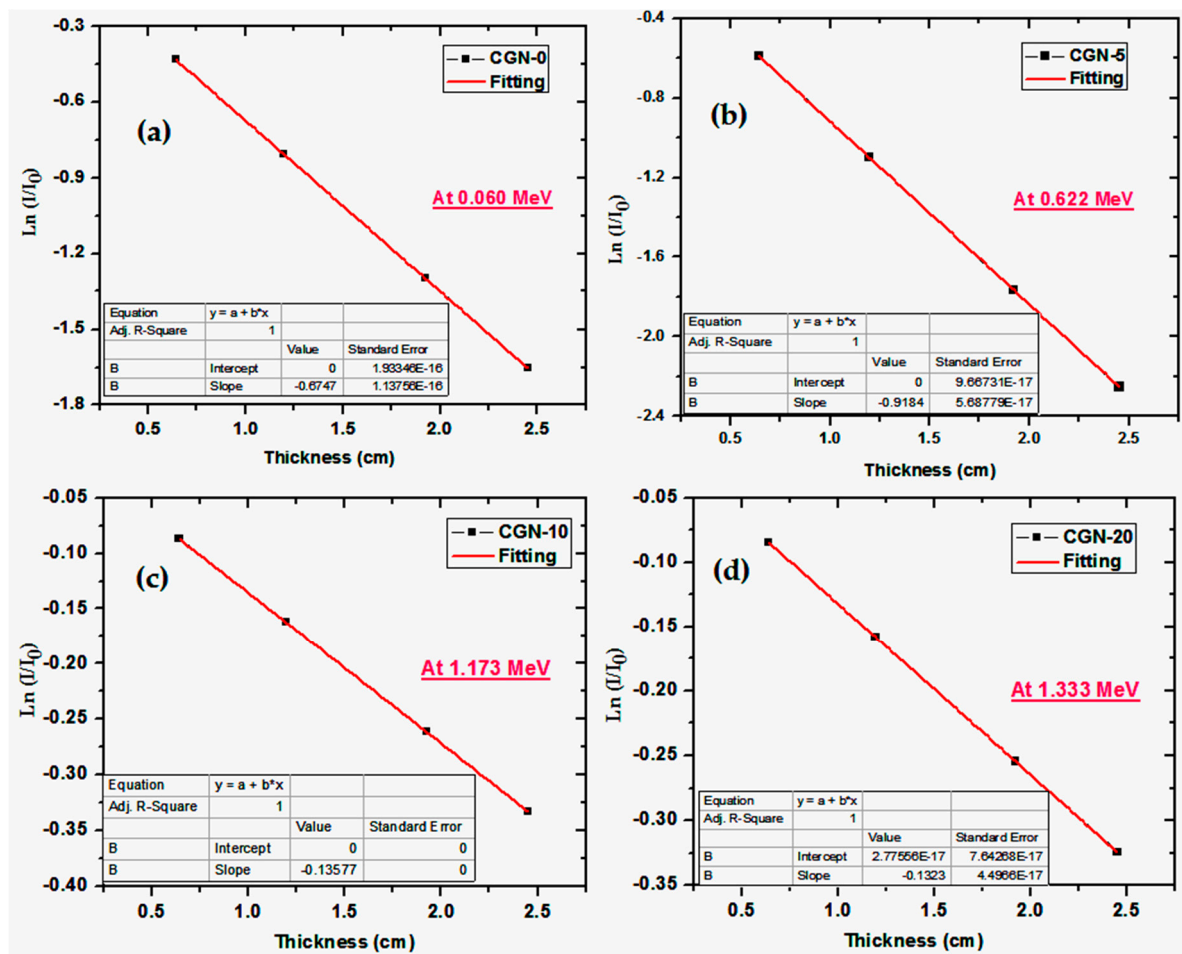 -0.3
-0.6
-0.9
-1.2
-1.5
-1.8
Ln (I/I0)
(a)
CGN-0
Fitting
At 0.060 MeV
Equation y = a + b*x
Adj. R-Square 1
Value Standard Error
B Intercept 0 1.93346E-16
B Slope -0.6747 1.13756E-16
0.5 1.0 1.5 2.0 2.5
Thickness (cm)
-0.4
-0.8
-1.2
-1.6
-2.0
-2.4
Ln (I/I0)
(b)
CGN-5
Fitting
At 0.622 MeV
Equation y = a + b*x
Adj. R-Square 1
Value Standard Error
B Intercept 0 9.66731E-17
B Slope -0.9184 5.68779E-17
0.5 1.0 1.5 2.0 2.5
Thickness (cm)
-0.05
-0.10
-0.15
-0.20
-0.25
-0.30
-0.35
-0.40
Ln (I/I0)
(c)
CGN-10
Fitting
At 1.173 MeV
Equation y = a + b*x
Adj. R-Square 1
Value Standard Error
B Intercept 0 0
B Slope -0.13577 0
0.5 1.0 1.5 2.0 2.5
Thickness (cm)
-0.05
-0.10
-0.15
-0.20
-0.25
-0.30
-0.35
Ln (I/I0)
(d)
CGN-20
Fitting
At 1.333 MeV
Equation y = a + b*x
Adj. R-Square 1
Value Standard Error
B Intercept 2.77556E-17 7.64268E-17
B Slope -0.1323 4.4966E-17
0.5 1.0 1.5 2.0 2.5
Thickness (cm)